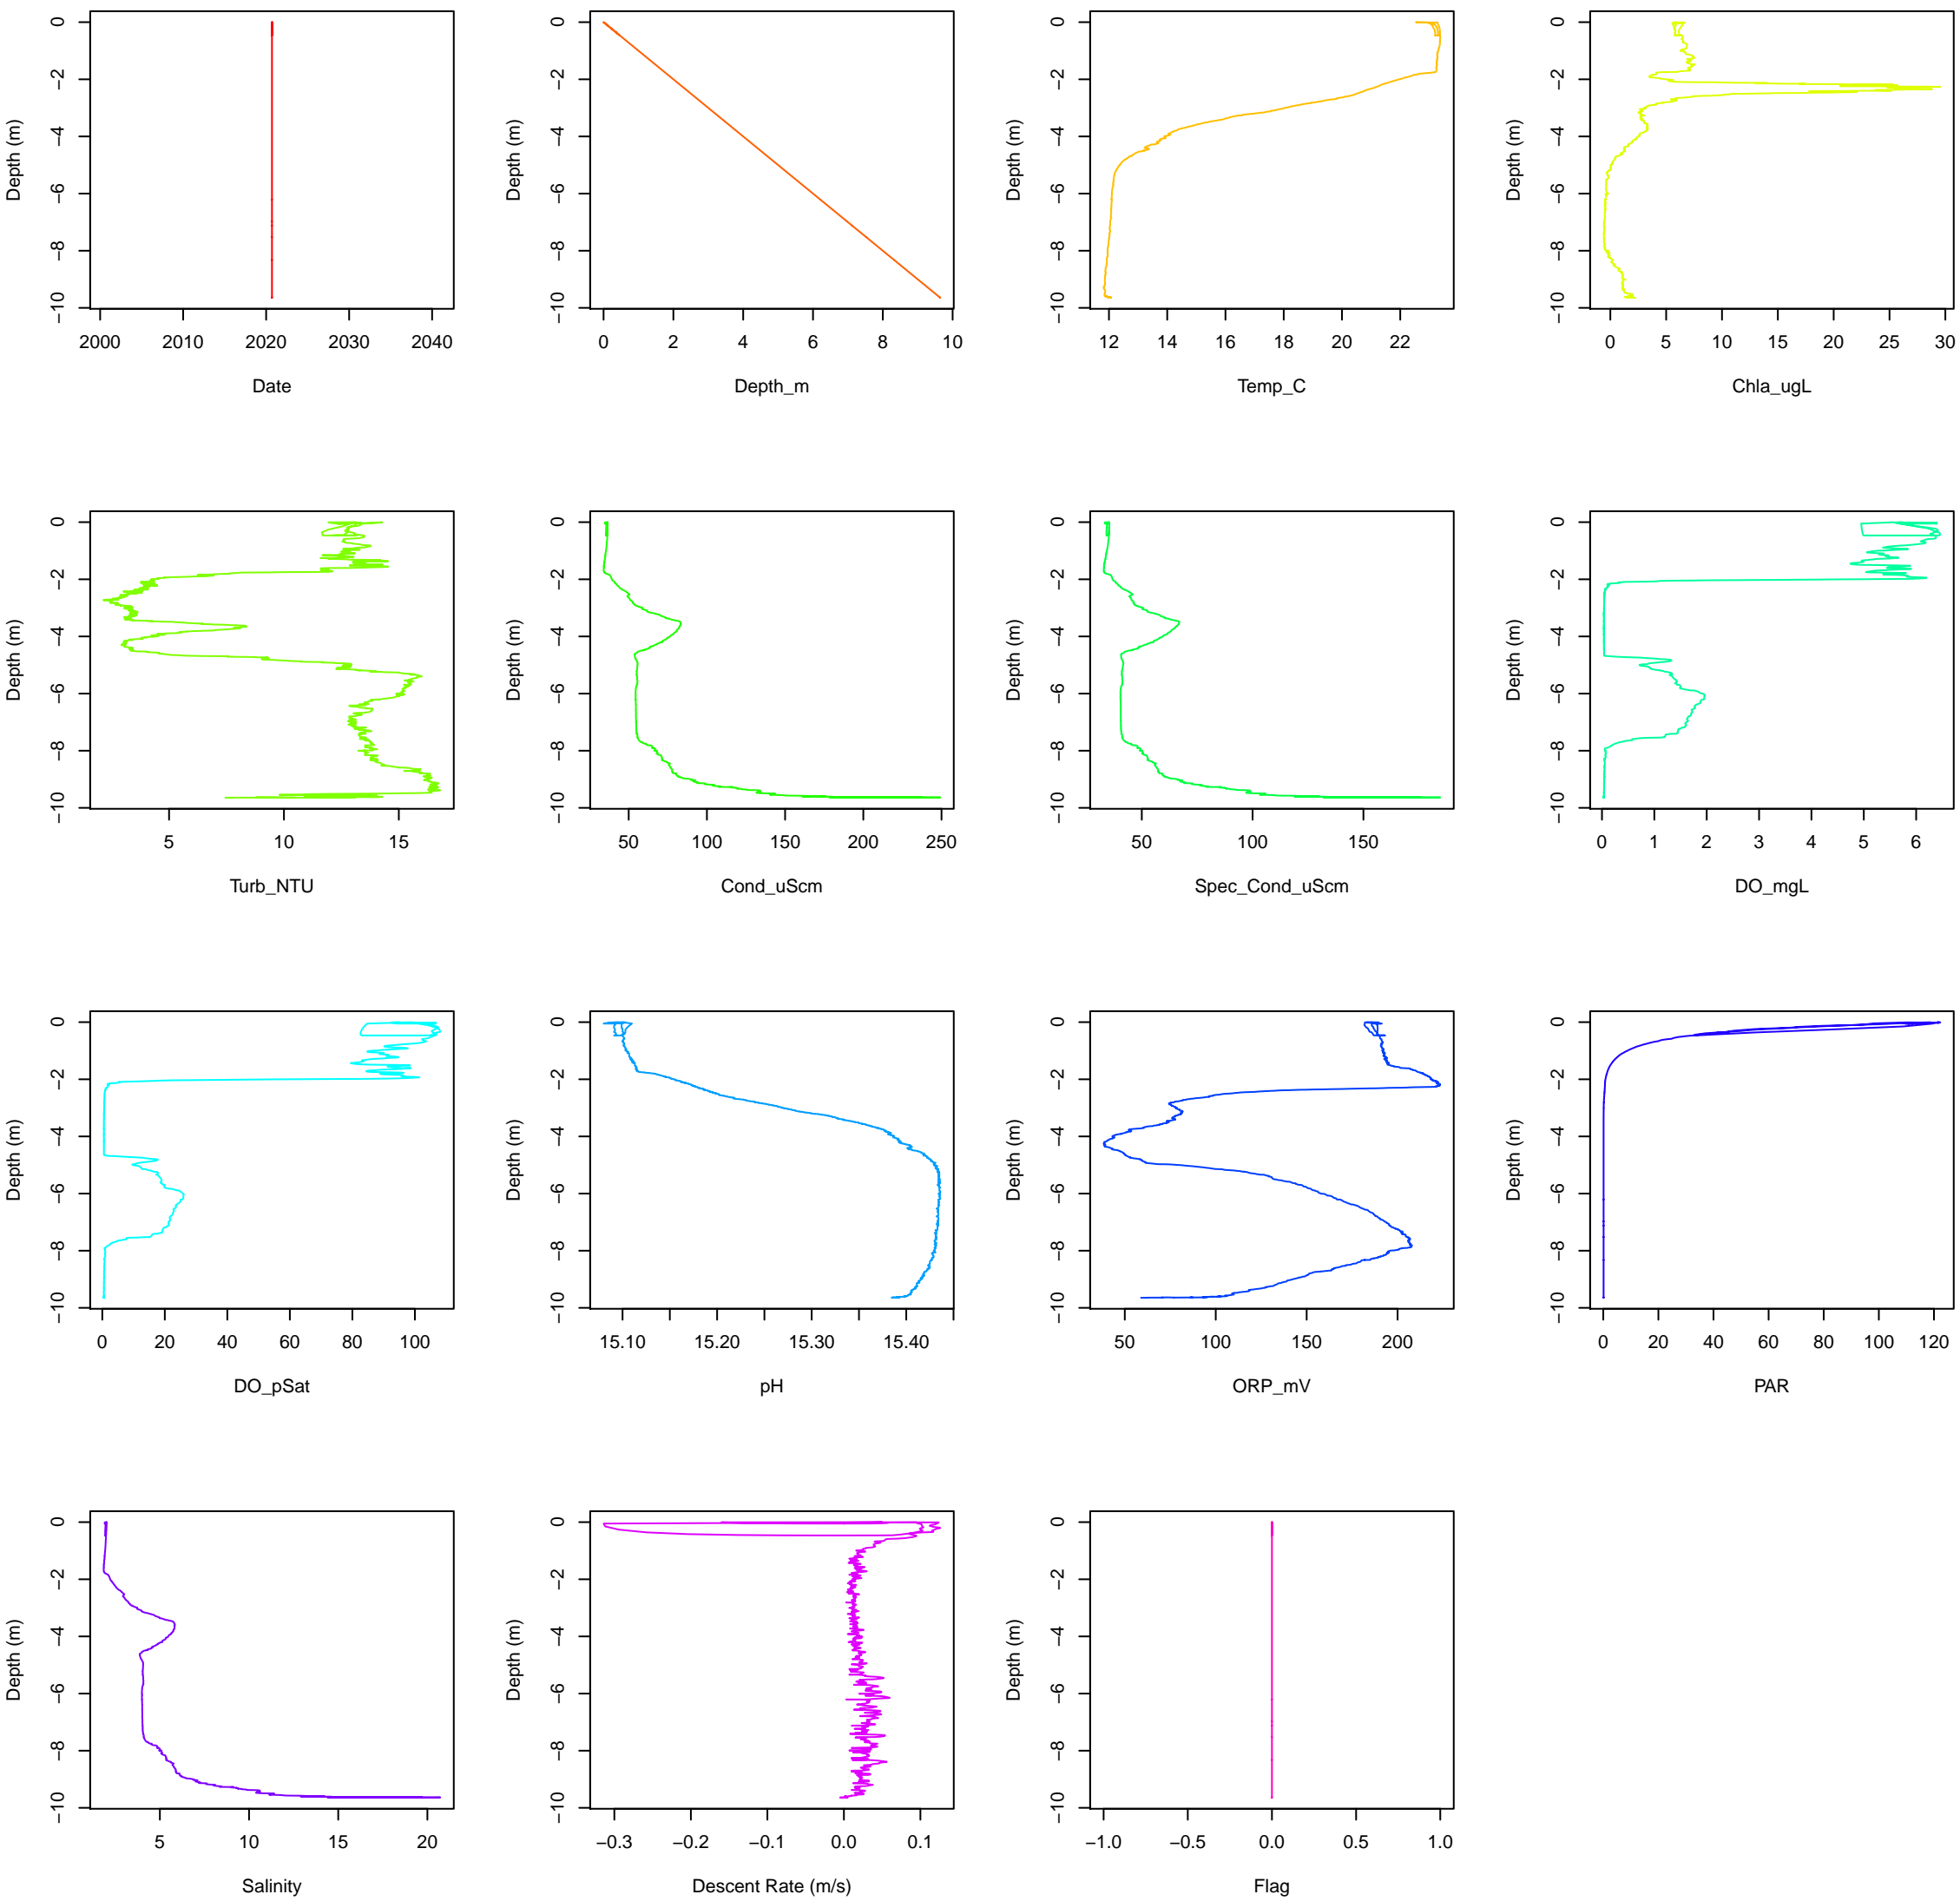 0 0 0 0
−2 −2 −2 −2
−4 −4 −4 −4
Depth (m) Depth (m) Depth (m) Depth (m)
−6 −6 −6 −6
−8 −8 −8 −8
−10 −10 −10 −10
2000 2010 2020 2030 2040 0 2 4 6 8 10 12 14 16 18 20 22 0 5 10 15 20 25 30
Date Depth_m Temp_C Chla_ugL
0 0 0 0
−2 −2 −2 −2
−4 −4 −4 −4
Depth (m) Depth (m) Depth (m) Depth (m)
−6 −6 −6 −6
−8 −8 −8 −8
−10 −10 −10 −10
5 10 15 50 100 150 200 250 50 100 150 0 1 2 3 4 5 6
Turb_NTU Cond_uScm Spec_Cond_uScm DO_mgL
0 0 0 0
−2 −2 −2 −2
−4 −4 −4 −4
Depth (m) Depth (m) Depth (m) Depth (m)
−6 −6 −6 −6
−8 −8 −8 −8
−10 −10 −10 −10
0 20 40 60 80 100 15.10 15.20 15.30 15.40 50 100 150 200 0 20 40 60 80 100 120
DO_pSat pH ORP_mV PAR
0 0 0
−2 −2 −2
−4 −4 −4
Depth (m) Depth (m) Depth (m)
−6 −6 −6
−8 −8 −8
−10 −10 −10
5 10 15 20 −0.3 −0.2 −0.1 0.0 0.1 −1.0 −0.5 0.0 0.5 1.0
Salinity Descent Rate (m/s) Flag